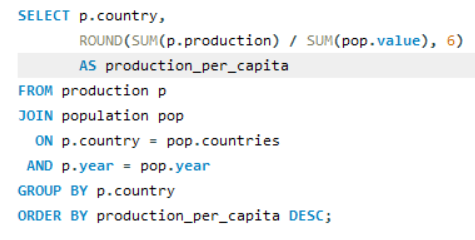 SELECT p.country,
ROUND(SUM(p.production) / SUM(pop.value), 6)
AS production_per_capita
FROM production p
JOIN population pop
ON p.country = pop.countries
AND p.year = pop.year
GROUP BY p.country
ORDER BY production_per_capita DESC;